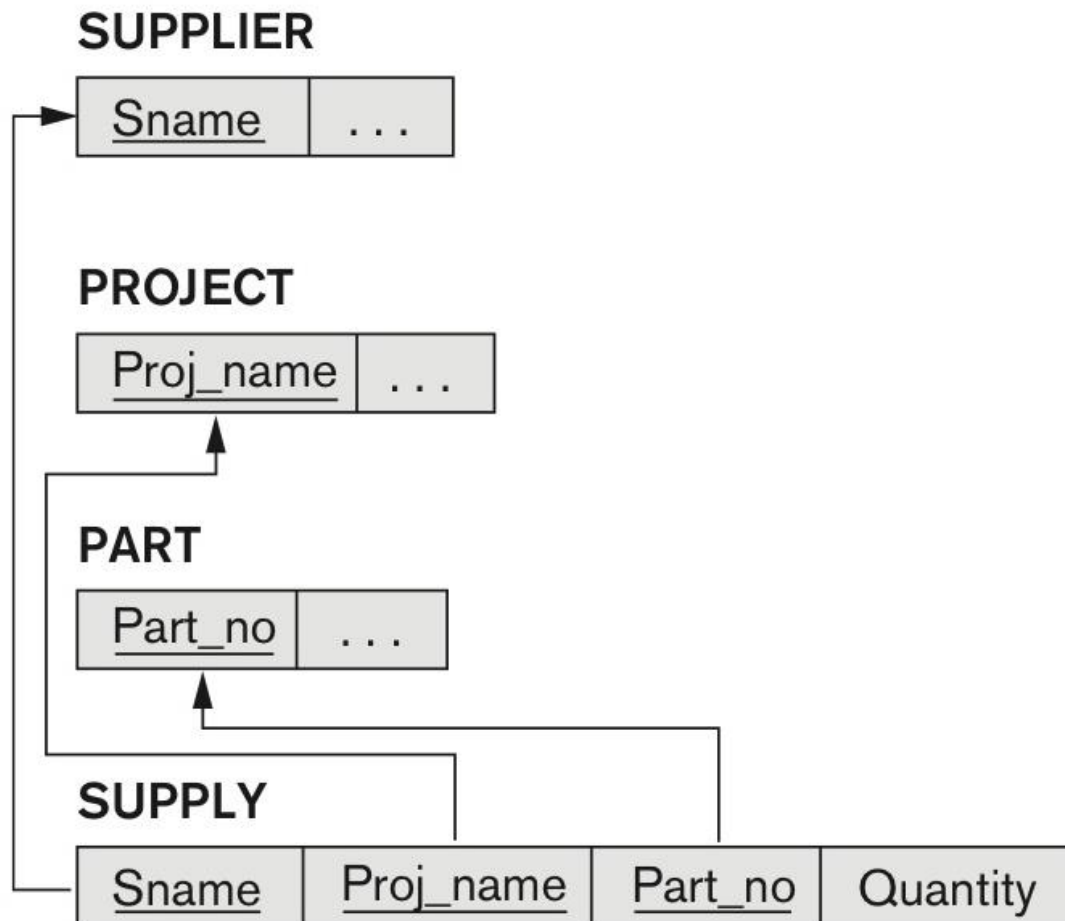 SUPPLIER
Sname ...
PROJECT
Proj_name ...
PART
Part_no ...
SUPPLY
Sname Proj_name Part_no Quantity